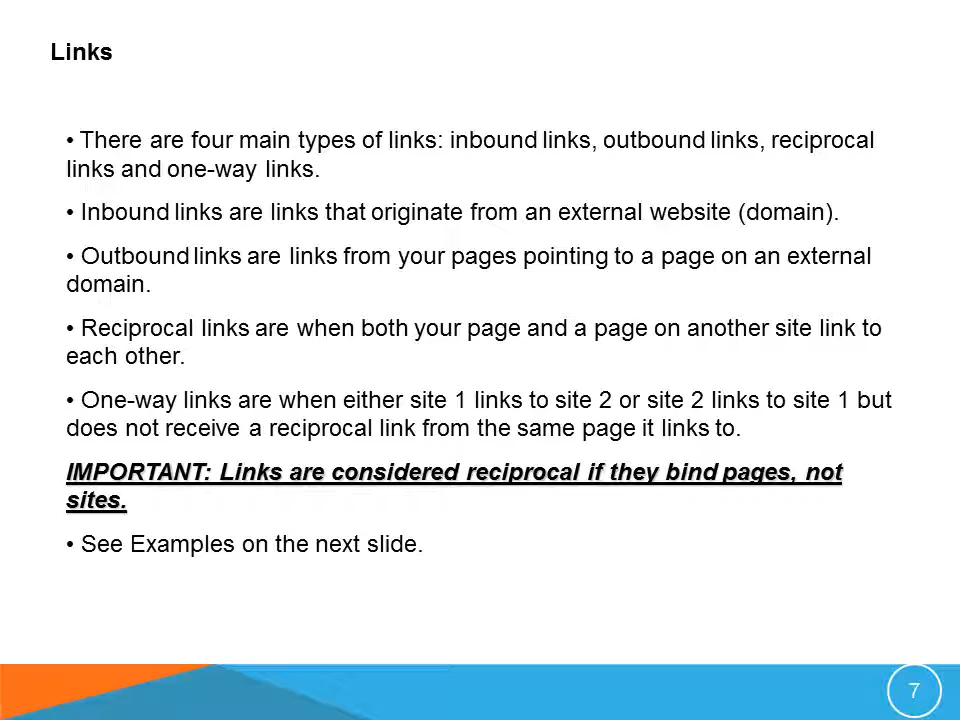 Links
• There are four main types of links: inbound links, outbound links, reciprocal
links and one-way links.
• Inbound links are links that originate from an external website (domain).
• Outbound links are links from your pages pointing to a page on an external
domain.
• Reciprocal links are when both your page and a page on another site link to
each other.
• One-way links are when either site 1 links to site 2 or site 2 links to site 1 but
does not receive a reciprocal link from the same page it links to.
IMPORTANT: Links are considered reciprocal if they bind pages, not
sites.
• See Examples on the next slide.
7